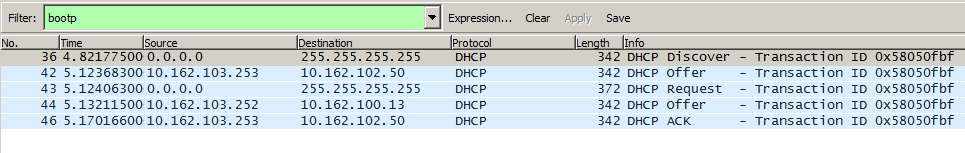 Filter: bootp Expression... Clear Apply Save
No. Time Source Destination Protocol Length Info
36 4.82177500 0.0.0.0 255.255.255.255 DHCP 342 DHCP Discover - Transaction ID 0x58050fbf
42 5.12368300 10.162.103.253 10.162.102.50 DHCP 342 DHCP Offer - Transaction ID 0x58050fbf
43 5.12406300 0.0.0.0 255.255.255.255 DHCP 372 DHCP Request - Transaction ID 0x58050fbf
44 5.13211500 10.162.103.252 10.162.100.13 DHCP 342 DHCP Offer - Transaction ID 0x58050fbf
46 5.17016600 10.162.103.253 10.162.102.50 DHCP 342 DHCP ACK - Transaction ID 0x58050fbf